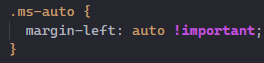 .ms-auto {
  margin-left: auto !important;
}